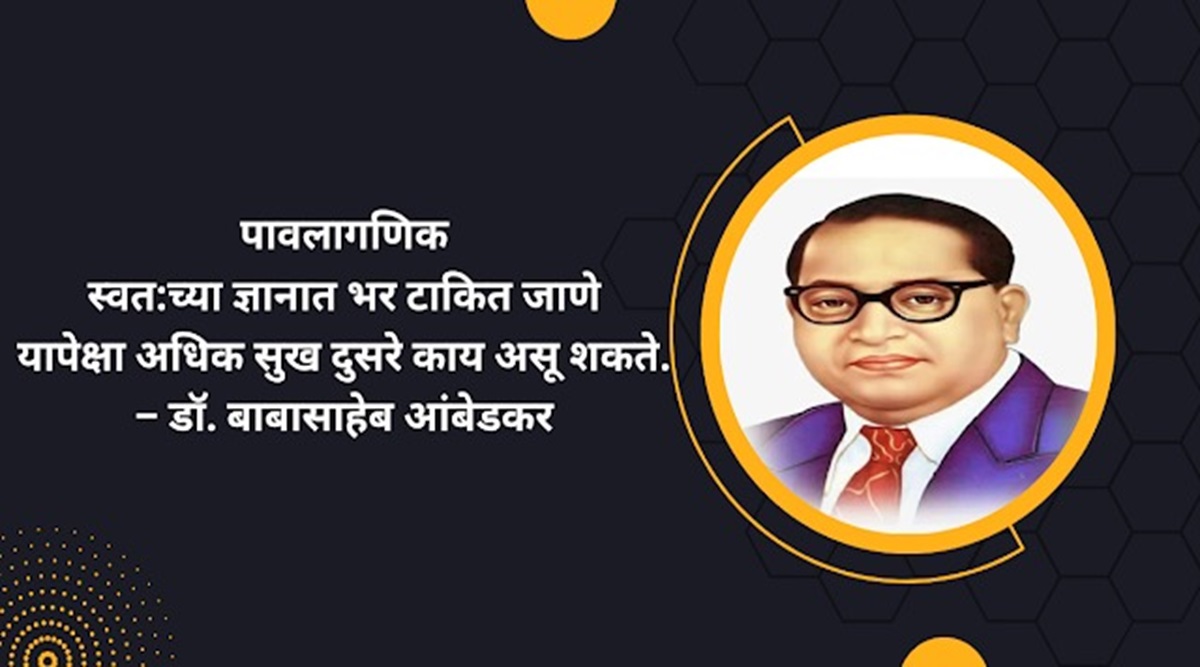 पावलागणिक
स्वत:च्या ज्ञानात भर टाकित जाणे
यापेक्षा अधिक सुख दुसरे काय असू शकते.
– डॉ. बाबासाहेब आंबेडकर